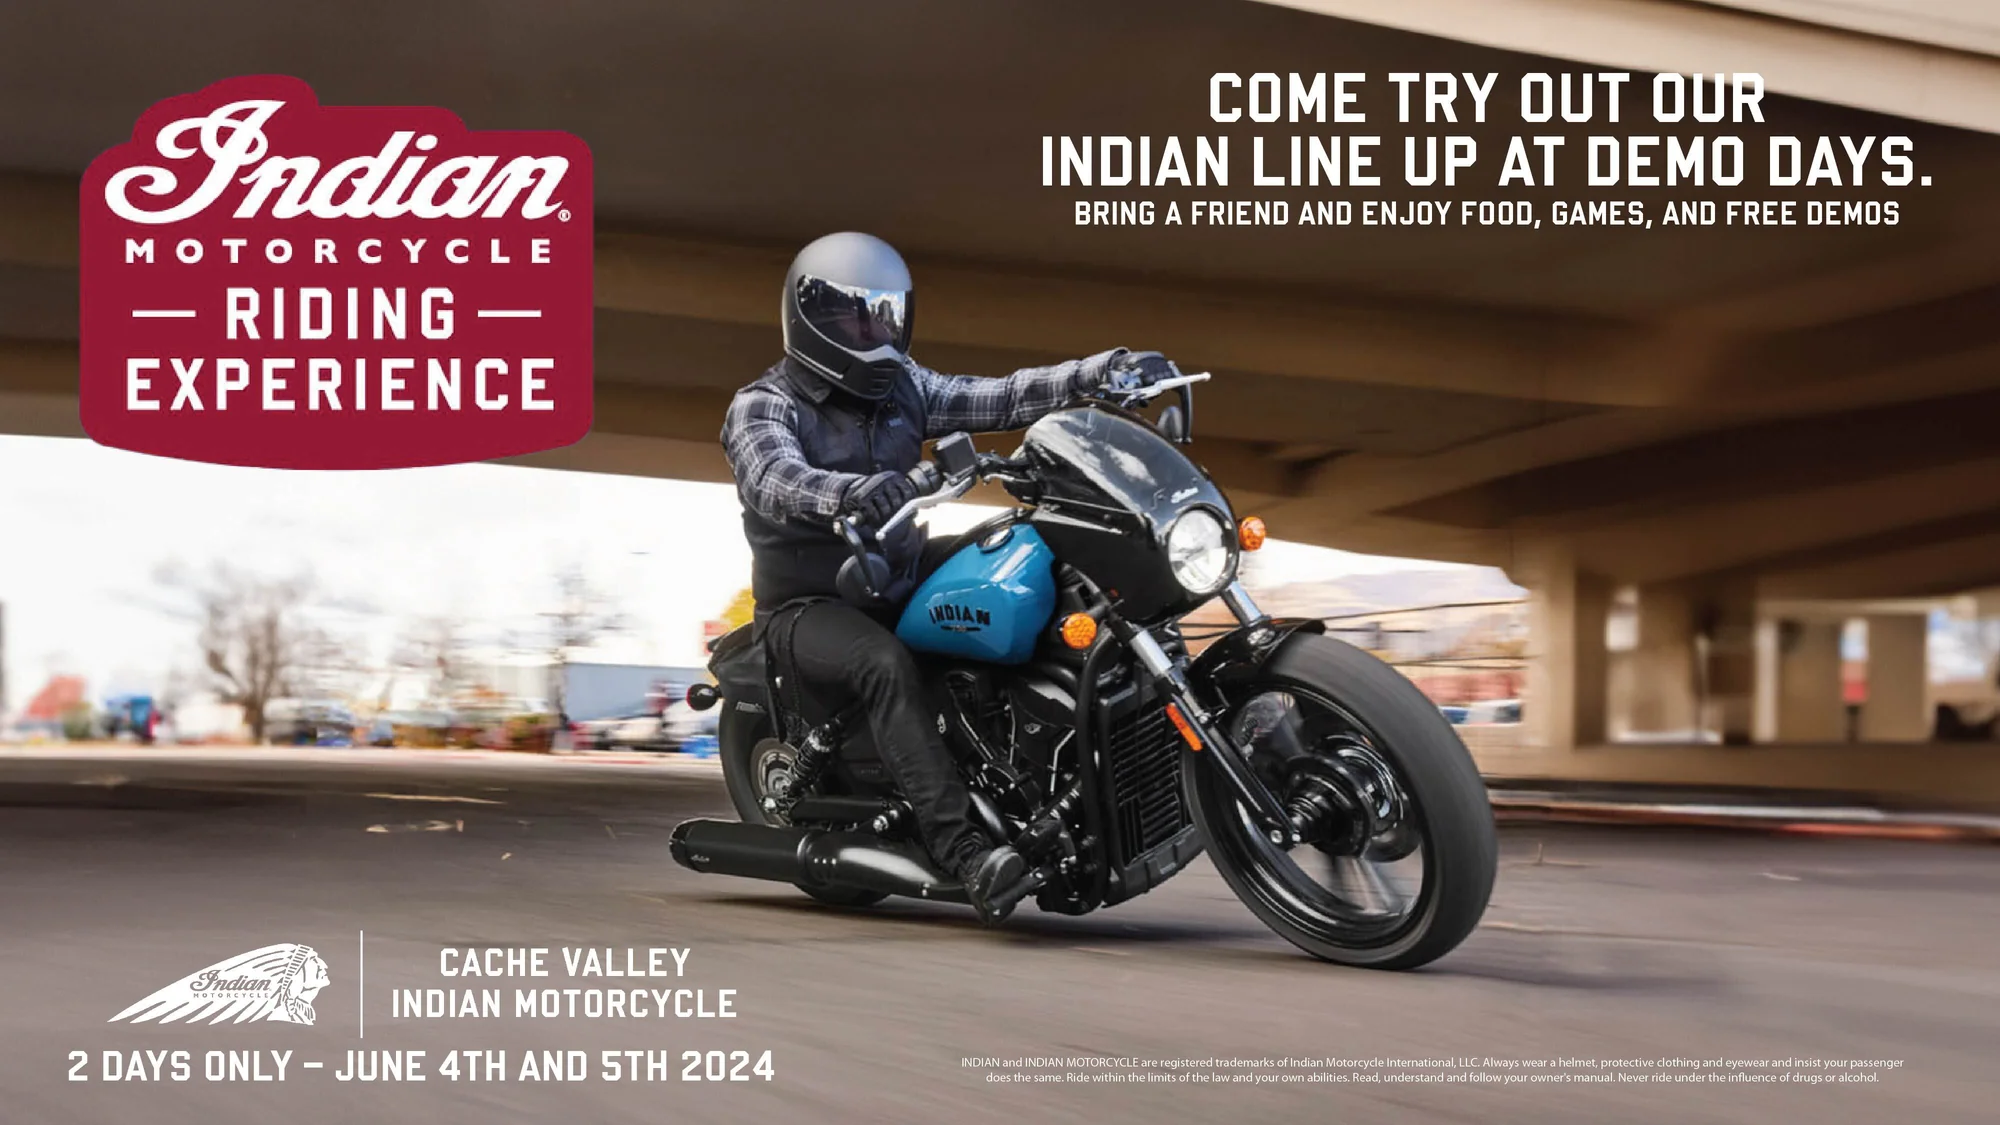 Indian®
MOTORCYCLE
RIDING
EXPERIENCE
COME TRY OUT OUR
INDIAN LINE UP AT DEMO DAYS.
BRING A FRIEND AND ENJOY FOOD, GAMES, AND FREE DEMOS
Indian
INDIAN
Indian
MOTORCYCLE
CACHE VALLEY
INDIAN MOTORCYCLE
2 DAYS ONLY – JUNE 4TH AND 5TH 2024
INDIAN and INDIAN MOTORCYCLE are registered trademarks of Indian Motorcycle International, LLC. Always wear a helmet, protective clothing and eyewear and insist your passenger
does the same. Ride within the limits of the law and your own abilities. Read, understand and follow your owner's manual. Never ride under the influence of drugs or alcohol.